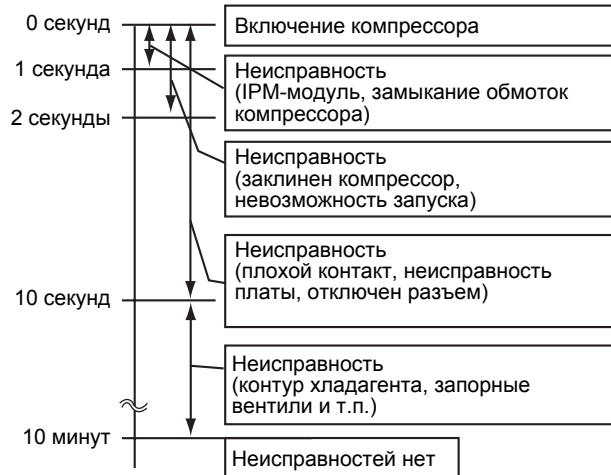 0 секунд
Включение компрессора
1 секунда
Неисправность
(IPM-модуль, замыкание обмоток
компрессора)
2 секунды
Неисправность
(заклинен компрессор,
невозможность запуска)
Неисправность
(плохой контакт, неисправность
платы, отключен разъем)
10 секунд
Неисправность
(контур хладагента, запорные
вентили и т.п.)
10 минут
Неисправностей нет